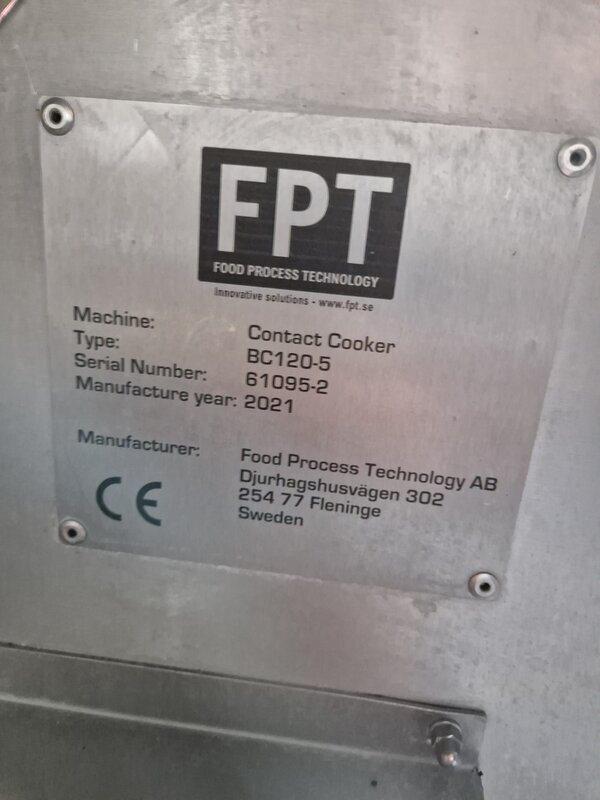 FPT
FOOD PROCESS TECHNOLOGY
Innovative solutions - www.fpt.se
Machine: Contact Cooker
Type: BC120-5
Serial Number: 61095-2
Manufacture year: 2021
Manufacturer: Food Process Technology AB
Djurhagshusvägen 302
254 77 Fleninge
Sweden
CE